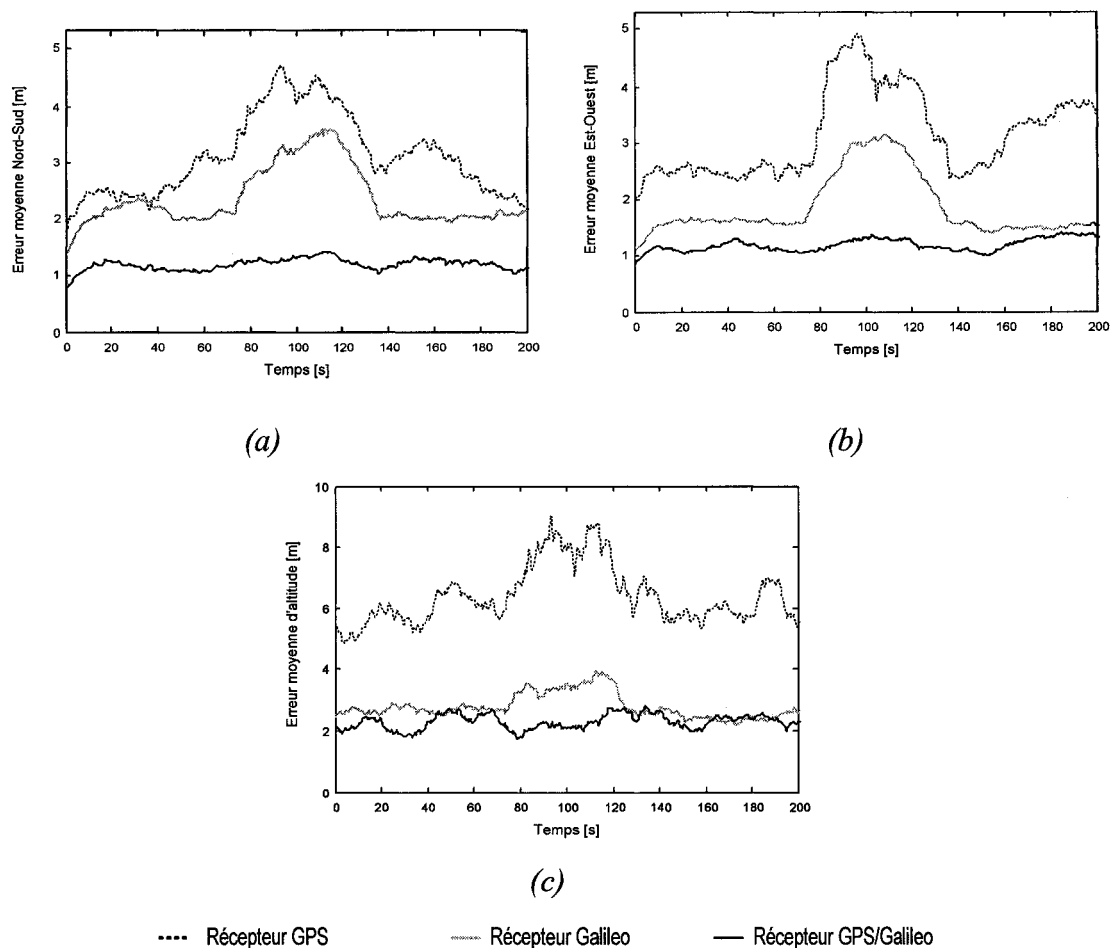 5
4
3
2
1
0
Erreur moyenne Nord-Sud [m]
0 20 40 60 80 100 120 140 160 180 200
Temps [s]
(a)
5
4
3
2
1
0
Erreur moyenne Est-Ouest [m]
0 20 40 60 80 100 120 140 160 180 200
Temps [s]
(b)
10
8
6
4
2
0
Erreur moyenne d'altitude [m]
0 20 40 60 80 100 120 140 160 180 200
Temps [s]
(c)
Récepteur GPS Récepteur Galileo Récepteur GPS/Galileo